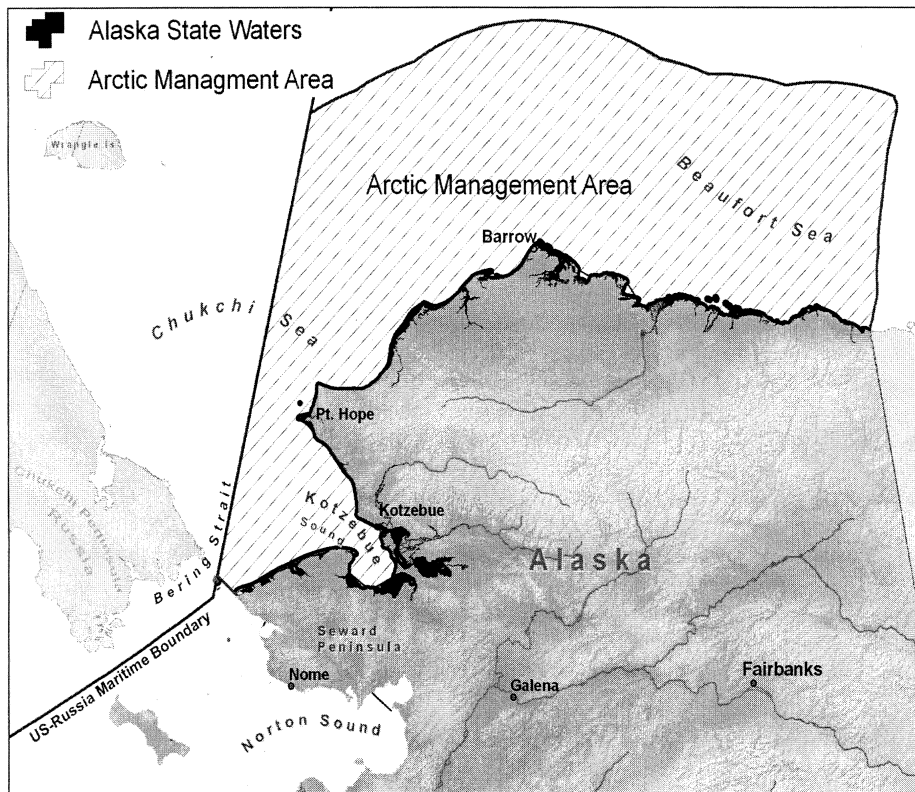 Alaska State Waters
Arctic Managment Area
Wrangle Is
Arctic Management Area
Beaufort Sea
Barrow
Chukchi Sea
Pt. Hope
Kotzebue
Sound
Kotzebue
Chukchi Peninsula
Russia
Bering Strait
Alaska
US-Russia Maritime Boundary
Seward
Peninsula
Nome
Galena
Fairbanks
Norton Sound